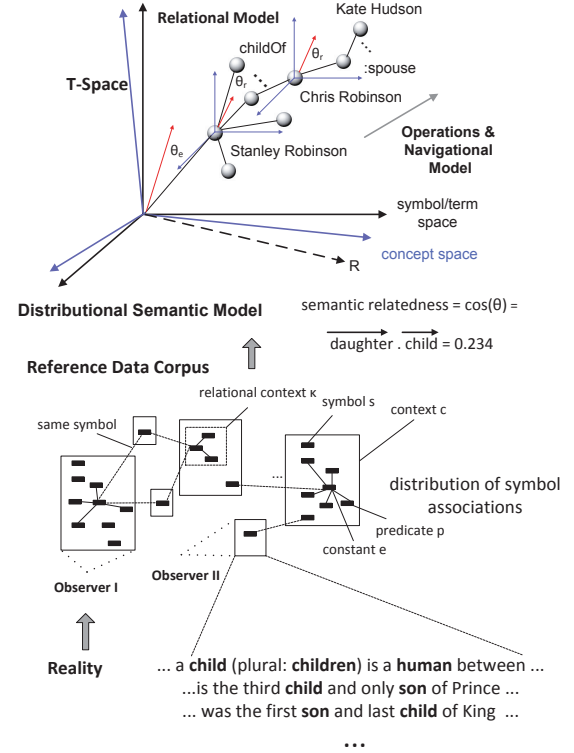 Relational Model
Kate Hudson
T-Space
childOf
θr
θr
:spouse
Chris Robinson
θe
Stanley Robinson
Operations &
Navigational
Model
symbol/term
space
concept space
R
Distributional Semantic Model
semantic relatedness = cos(θ) =
daughter . child = 0.234
Reference Data Corpus
relational context κ
symbol s
context c
same symbol
...
distribution of symbol
associations
predicate p
constant e
Observer I
Observer II
Reality
... a child (plural: children) is a human between ...
...is the third child and only son of Prince ...
... was the first son and last child of King ...
...